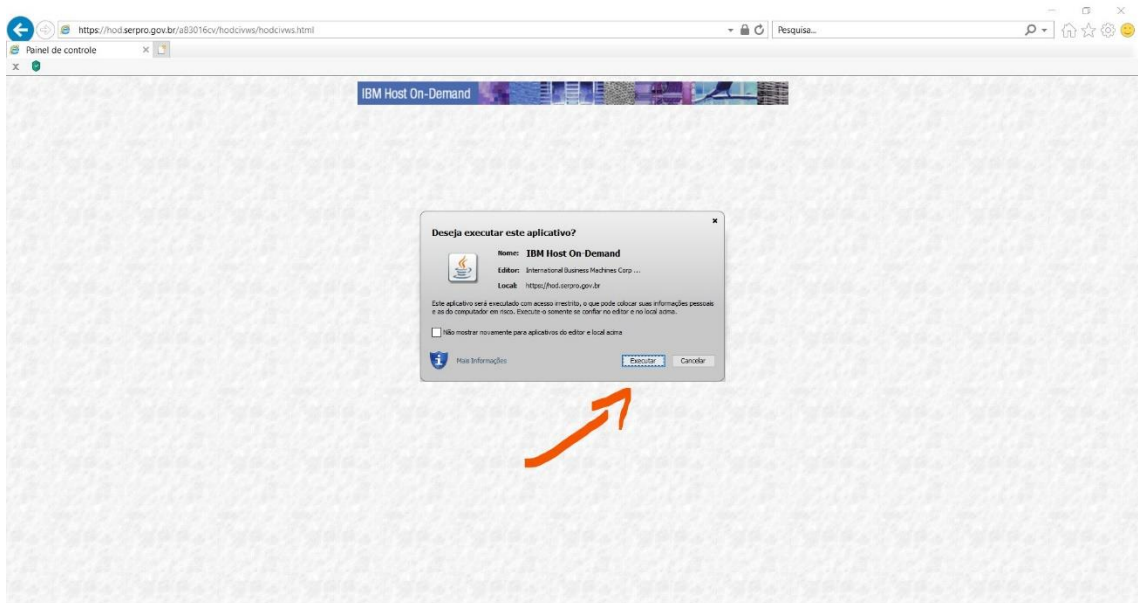 https://hod.serpro.gov.br/a83016cv/hodcivws/hodcivws.html
Pesquisa...
Painel de controle
IBM Host On-Demand
Deseja executar este aplicativo?
Nome: IBM Host On-Demand
Editor: International Business Machines Corp ...
Local: https://hod.serpro.gov.br
Este aplicativo será executado com acesso irrestrito, o que pode colocar suas informações pessoais
e as do computador em risco. Execute-o somente se confiar no editor e no local acima.
Não mostrar novamente para aplicativos do editor e local acima
Mais Informações
Executar
Cancelar